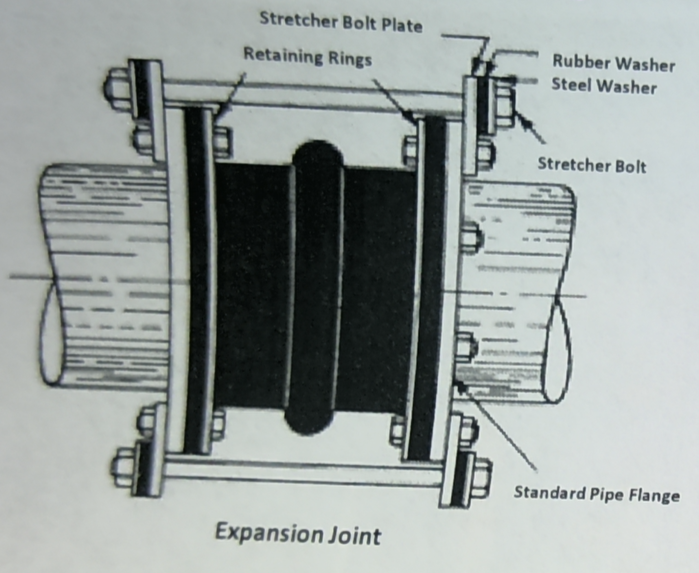 Stretcher Bolt Plate
Retaining Rings
Rubber Washer
Steel Washer
Stretcher Bolt
Standard Pipe Flange
Expansion Joint